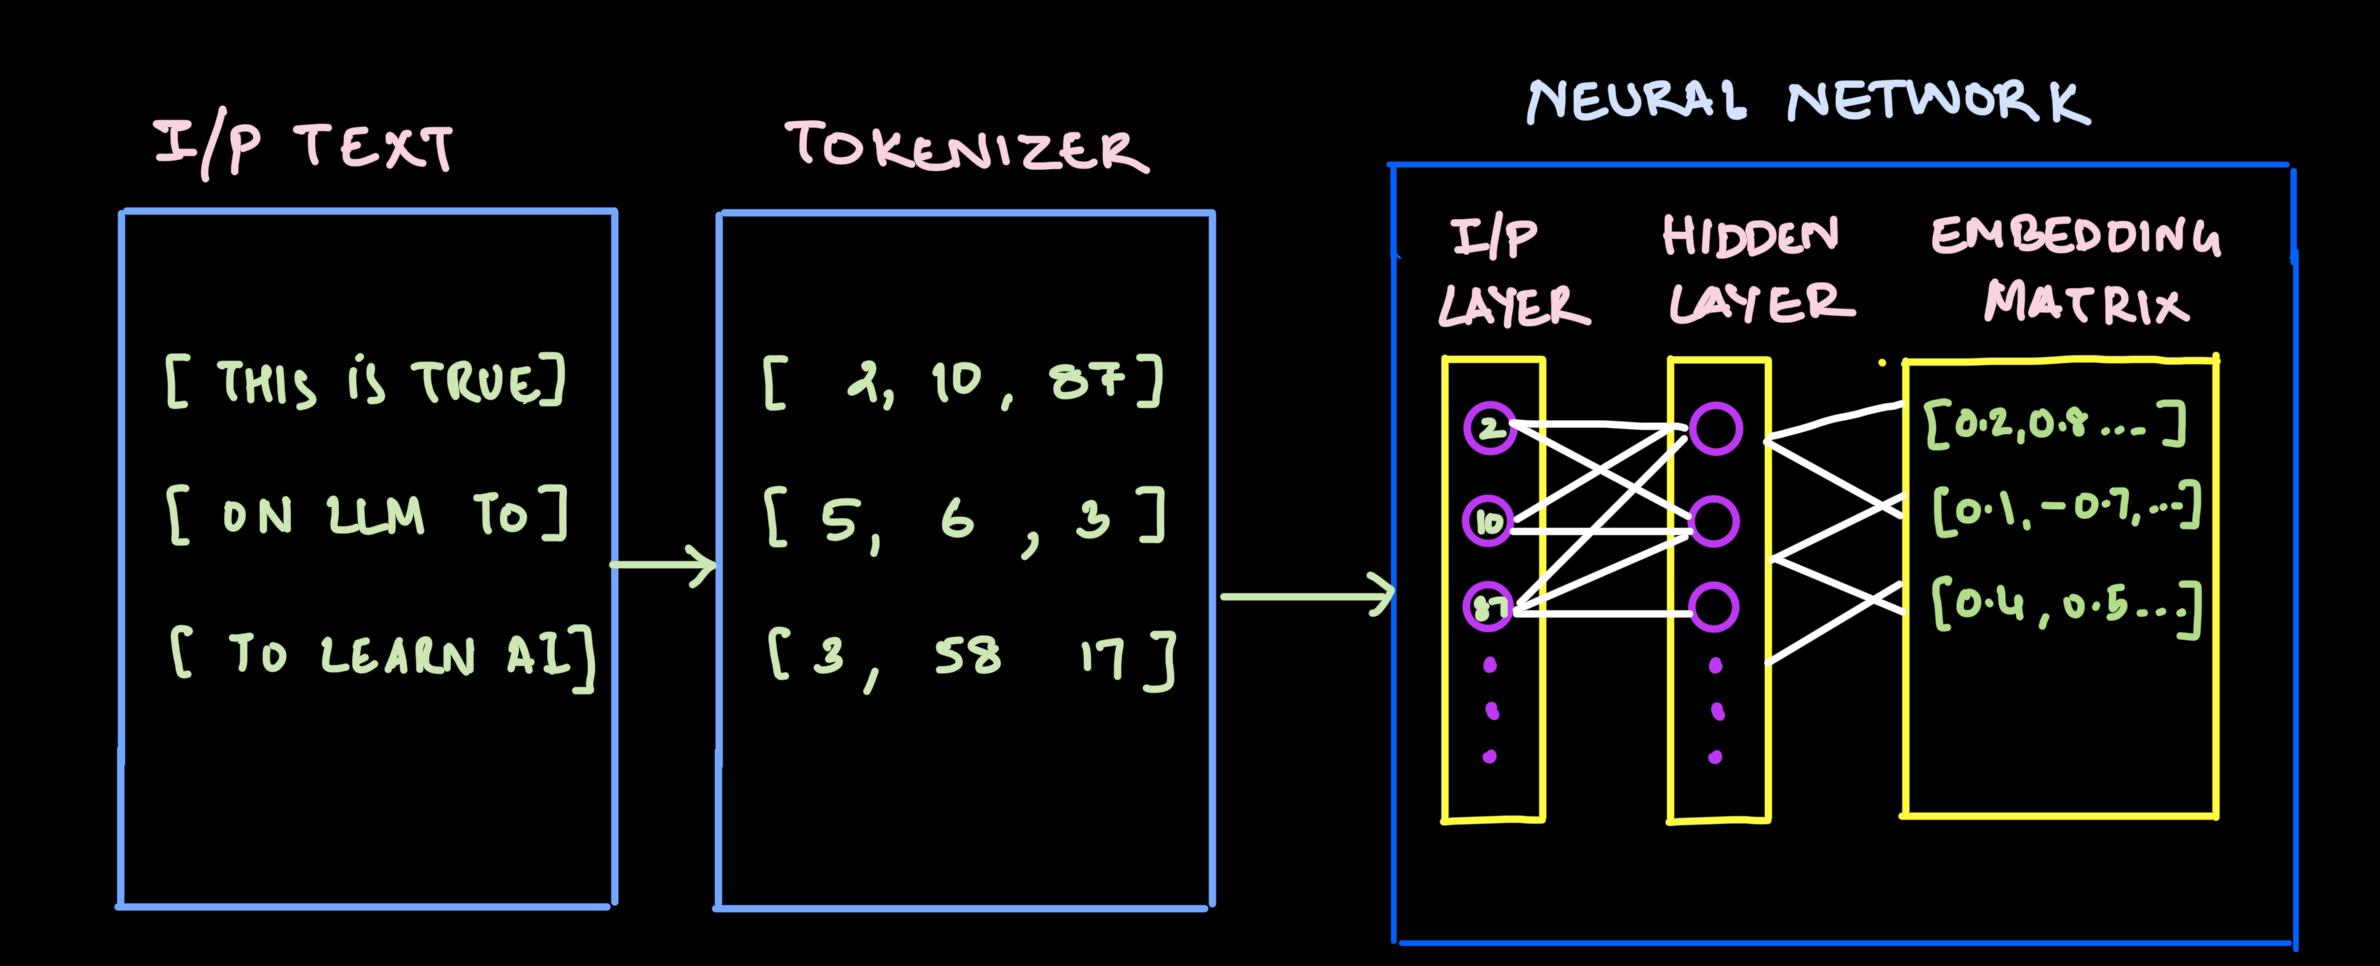 I/P TEXT
[ THIS iS TRUE]
[ ON LLM TO ]
[ TO LEARN AI]
TOKENIZER
[ 2, 10, 87 ]
[ 5, 6, 3 ]
[ 3, 58 17 ]
NEURAL NETWORK
I/P
LAYER
2
10
87
HIDDEN
LAYER
EMBEDDING
MATRIX
[0.2,0.8... ]
[0.1,-0.7,...]
[0.4, 0.5...]